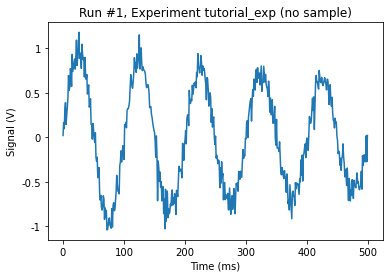 Run #1, Experiment tutorial_exp (no sample)
Signal (V)
1
0.5
0
-0.5
-1
0 100 200 300 400 500
Time (ms)